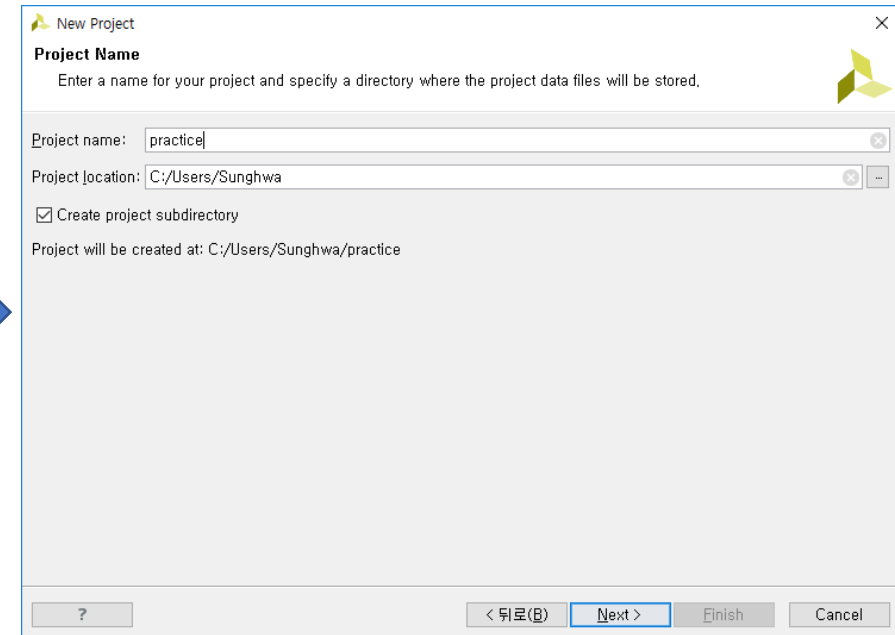 New Project
Project Name
Enter a name for your project and specify a directory where the project data files will be stored.
Project name: practice
Project location: C:/Users/Sunghwa
...
Create project subdirectory
Project will be created at: C:/Users/Sunghwa/practice
? < 뒤로(B) Next > Finish Cancel